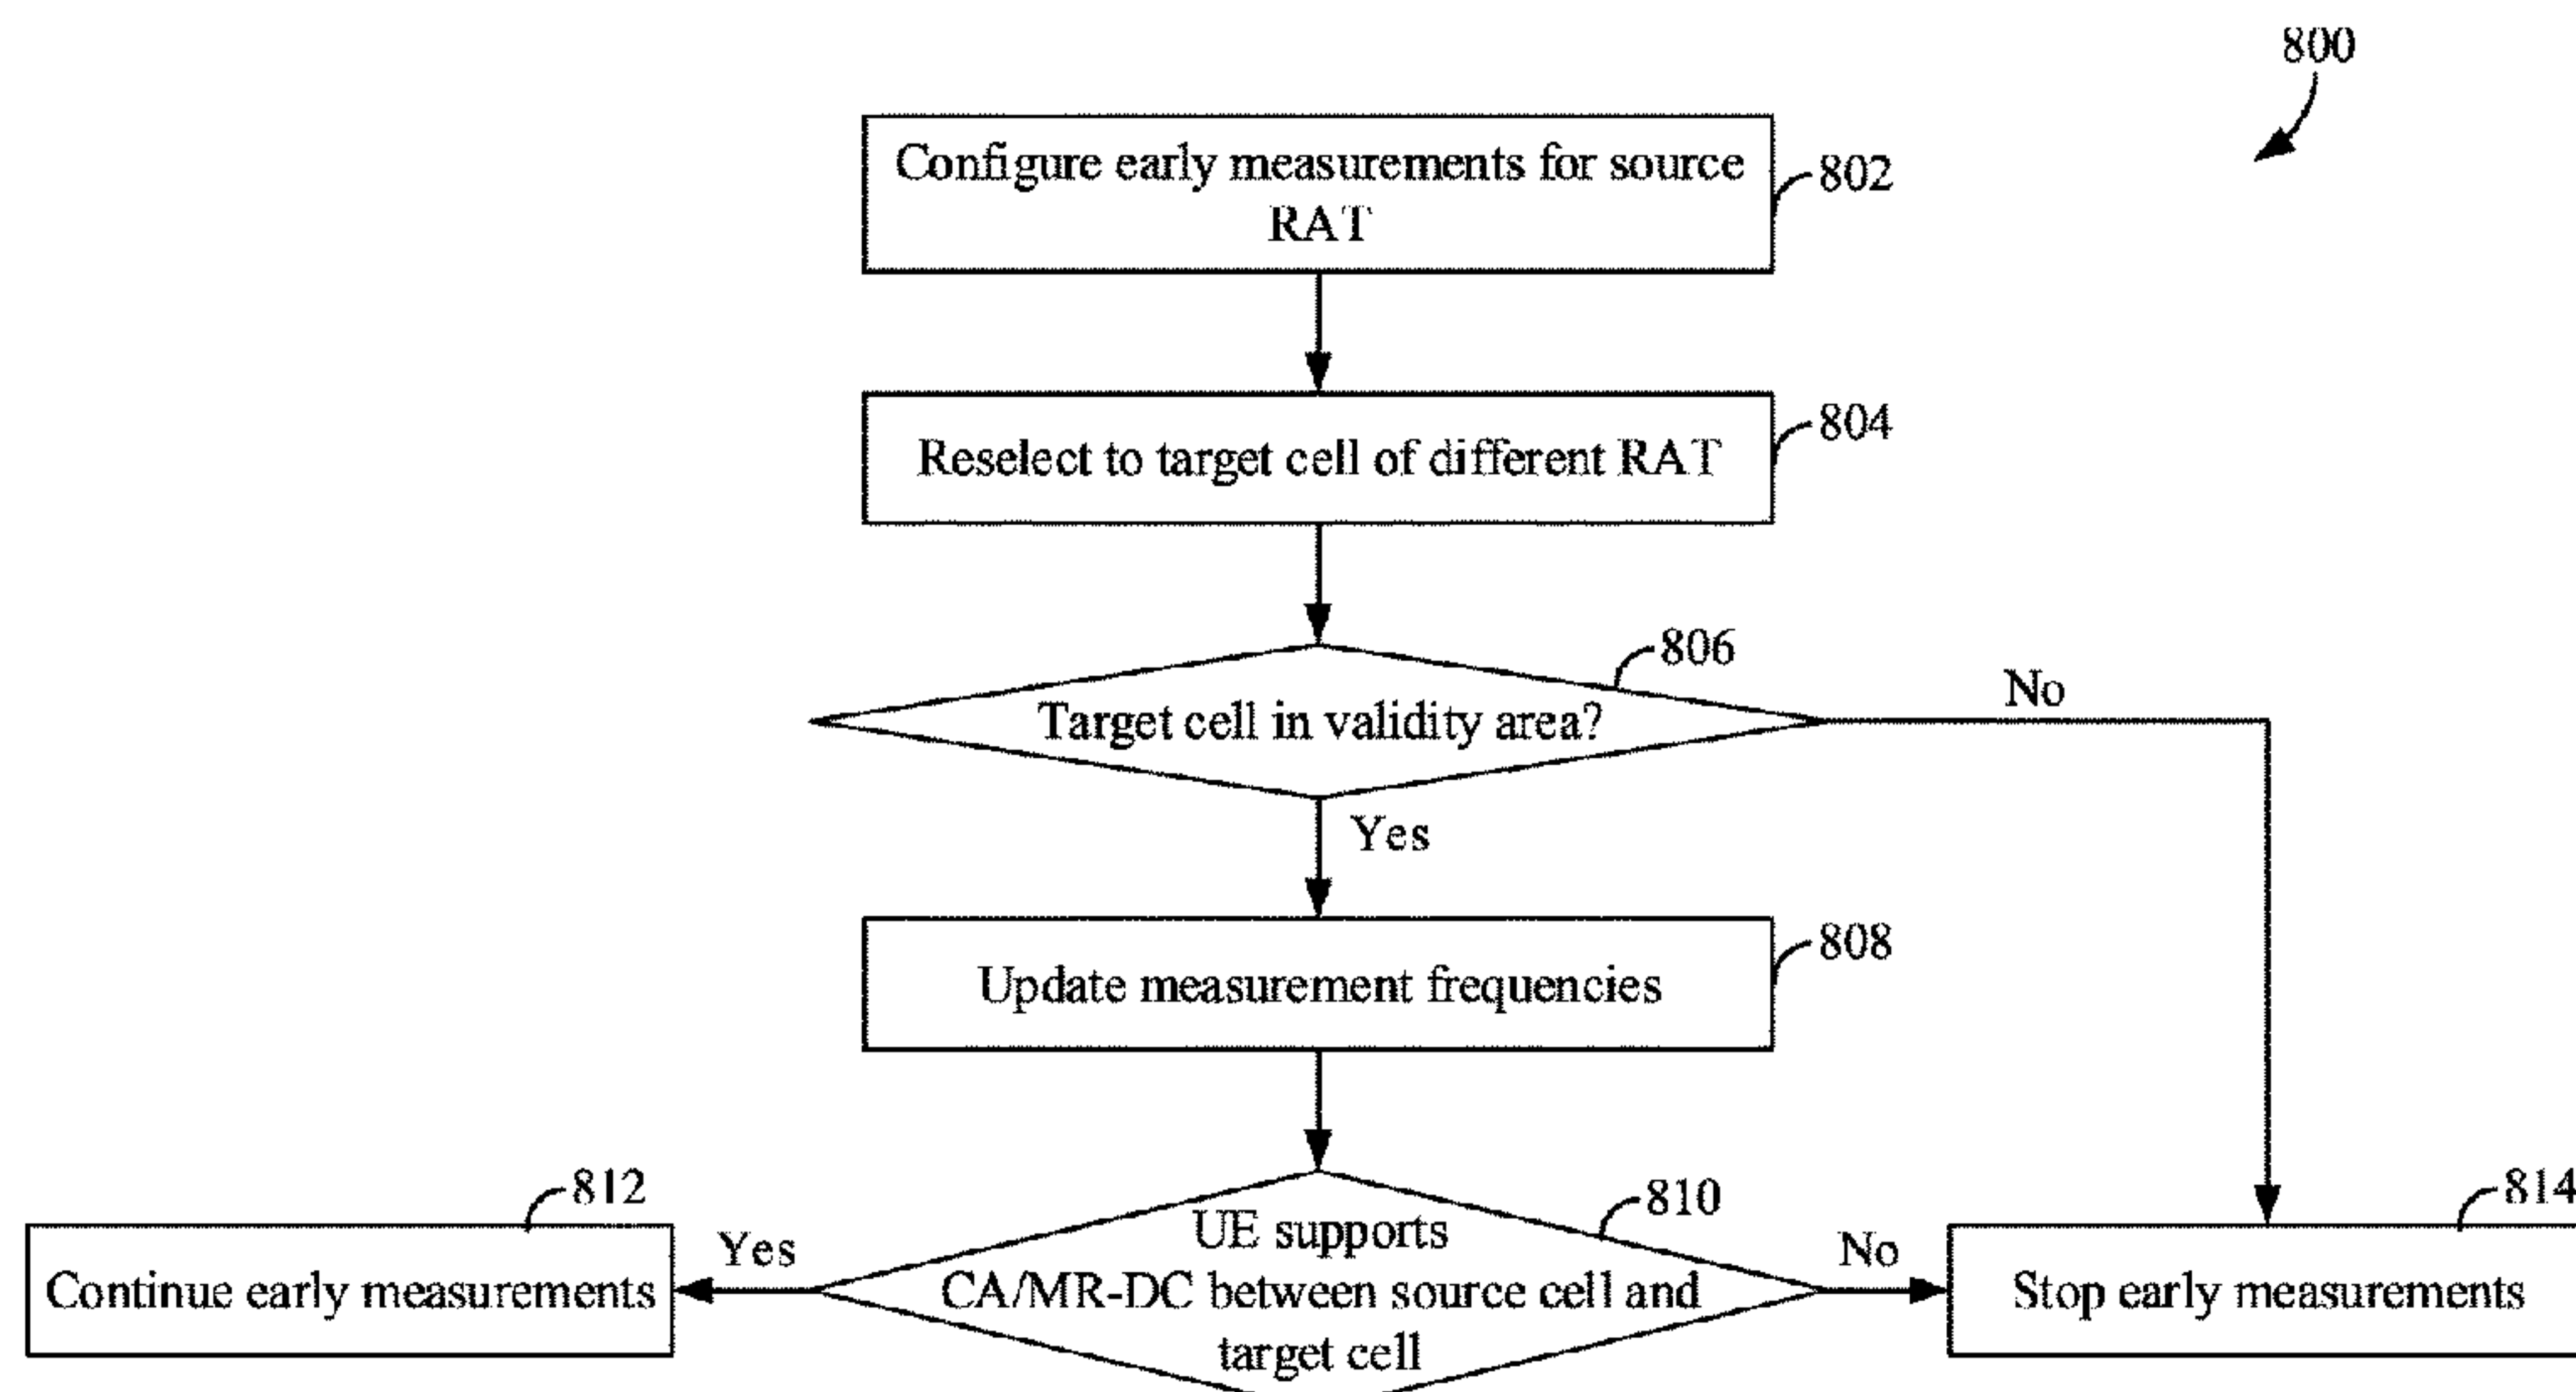 800
Configure early measurements for source
RAT
802
Reselect to target cell of different RAT
804
806
Target cell in validity area?
No
Yes
Update measurement frequencies
808
812
Continue early measurements
Yes
810
UE supports
CA/MR-DC between source cell and
target cell
No
814
Stop early measurements